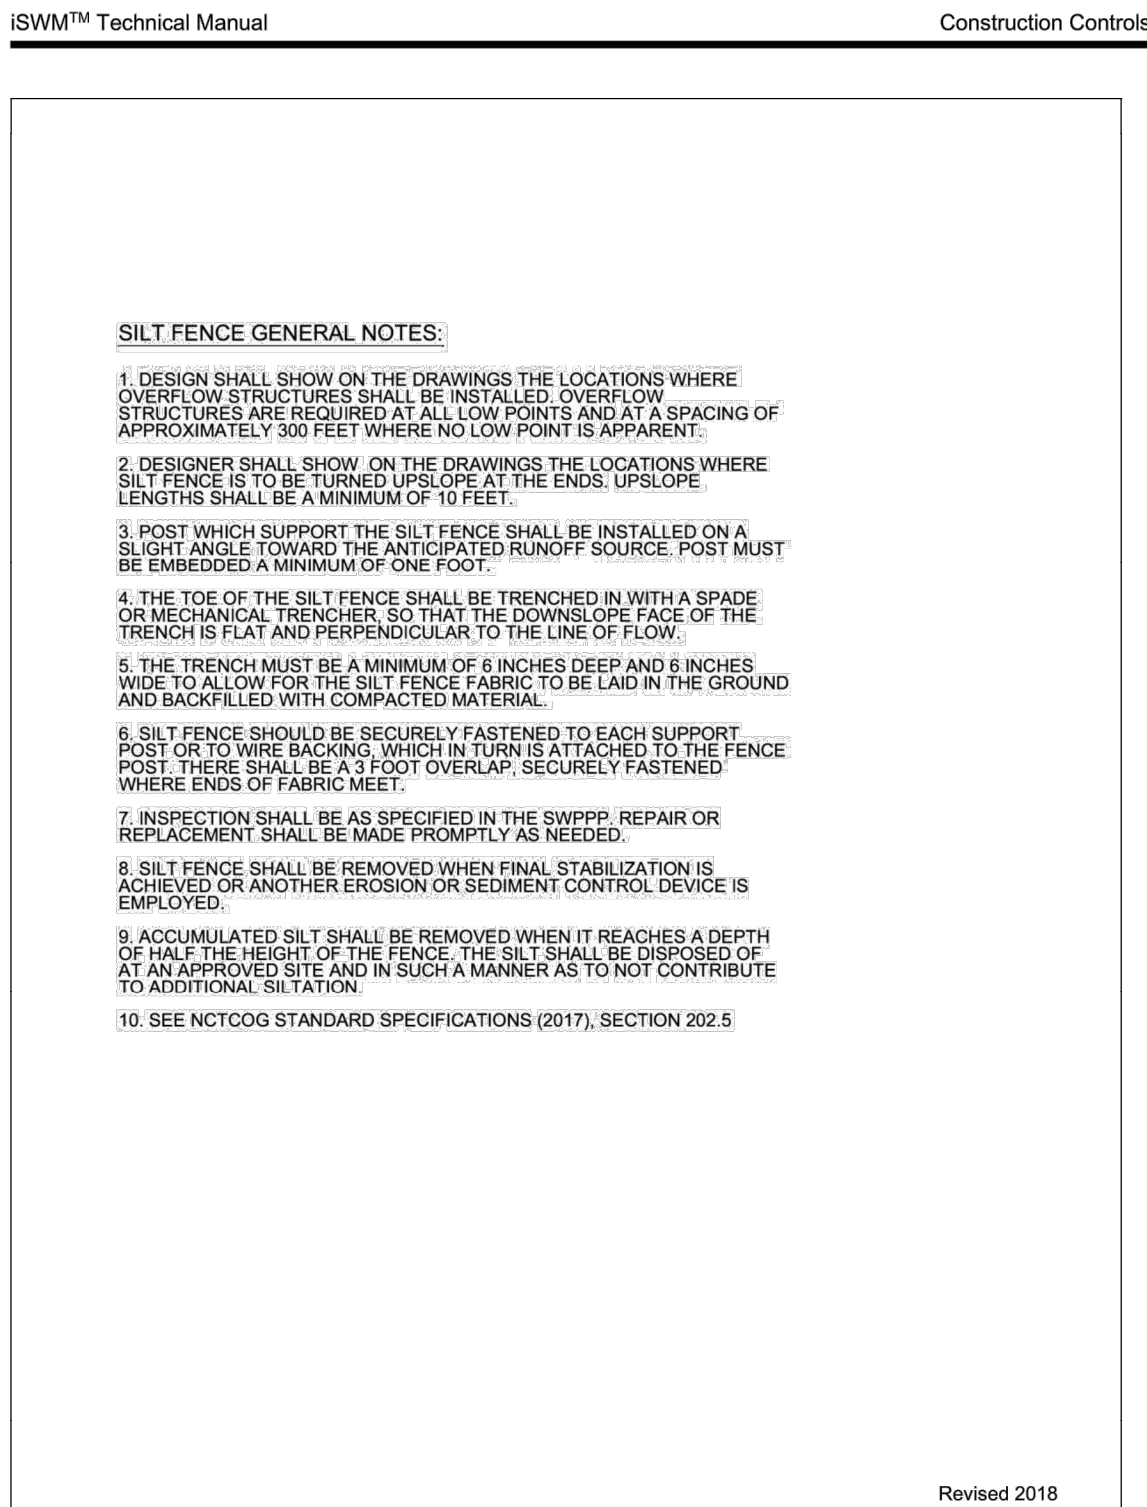 iSWM™ Technical Manual
Construction Controls
SILT FENCE GENERAL NOTES:
1. DESIGN SHALL SHOW ON THE DRAWINGS THE LOCATIONS WHERE
OVERFLOW STRUCTURES SHALL BE INSTALLED. OVERFLOW
STRUCTURES ARE REQUIRED AT ALL LOW POINTS AND AT A SPACING OF
APPROXIMATELY 300 FEET WHERE NO LOW POINT IS APPARENT.
2. DESIGNER SHALL SHOW ON THE DRAWINGS THE LOCATIONS WHERE
SILT FENCE IS TO BE TURNED UPSLOPE AT THE ENDS. UPSLOPE
LENGTHS SHALL BE A MINIMUM OF 10 FEET.
3. POST WHICH SUPPORT THE SILT FENCE SHALL BE INSTALLED ON A
SLIGHT ANGLE TOWARD THE ANTICIPATED RUNOFF SOURCE. POST MUST
BE EMBEDDED A MINIMUM OF ONE FOOT.
4. THE TOE OF THE SILT FENCE SHALL BE TRENCHED IN WITH A SPADE
OR MECHANICAL TRENCHER, SO THAT THE DOWNSLOPE FACE OF THE
TRENCH IS FLAT AND PERPENDICULAR TO THE LINE OF FLOW.
5. THE TRENCH MUST BE A MINIMUM OF 6 INCHES DEEP AND 6 INCHES
WIDE TO ALLOW FOR THE SILT FENCE FABRIC TO BE LAID IN THE GROUND
AND BACKFILLED WITH COMPACTED MATERIAL.
6. SILT FENCE SHOULD BE SECURELY FASTENED TO EACH SUPPORT
POST OR TO WIRE BACKING, WHICH IN TURN IS ATTACHED TO THE FENCE
POST. THERE SHALL BE A 3 FOOT OVERLAP, SECURELY FASTENED
WHERE ENDS OF FABRIC MEET.
7. INSPECTION SHALL BE AS SPECIFIED IN THE SWPPP. REPAIR OR
REPLACEMENT SHALL BE MADE PROMPTLY AS NEEDED.
8. SILT FENCE SHALL BE REMOVED WHEN FINAL STABILIZATION IS
ACHIEVED OR ANOTHER EROSION OR SEDIMENT CONTROL DEVICE IS
EMPLOYED.
9. ACCUMULATED SILT SHALL BE REMOVED WHEN IT REACHES A DEPTH
OF HALF THE HEIGHT OF THE FENCE. THE SILT SHALL BE DISPOSED OF
AT AN APPROVED SITE AND IN SUCH A MANNER AS TO NOT CONTRIBUTE
TO ADDITIONAL SILTATION.
10. SEE NCTCOG STANDARD SPECIFICATIONS (2017), SECTION 202.5
Revised 2018